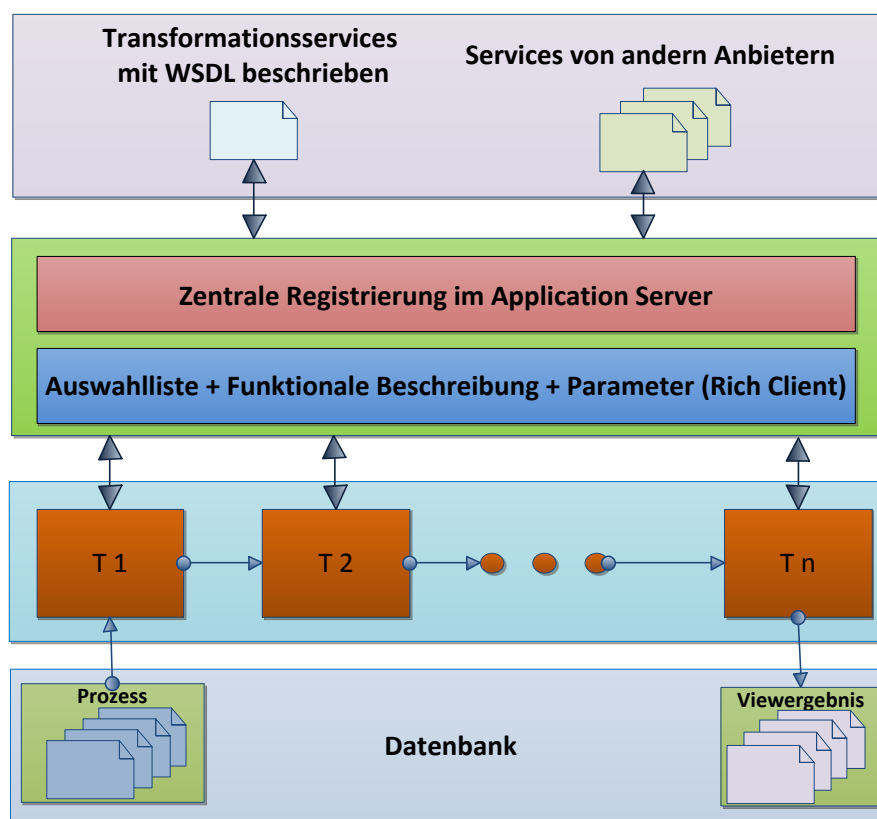 Transformationsservices
mit WSDL beschrieben
Services von andern Anbietern
Zentrale Registrierung im Application Server
Auswahlliste + Funktionale Beschreibung + Parameter (Rich Client)
T 1
T 2
T n
Prozess
Datenbank
Viewergebnis